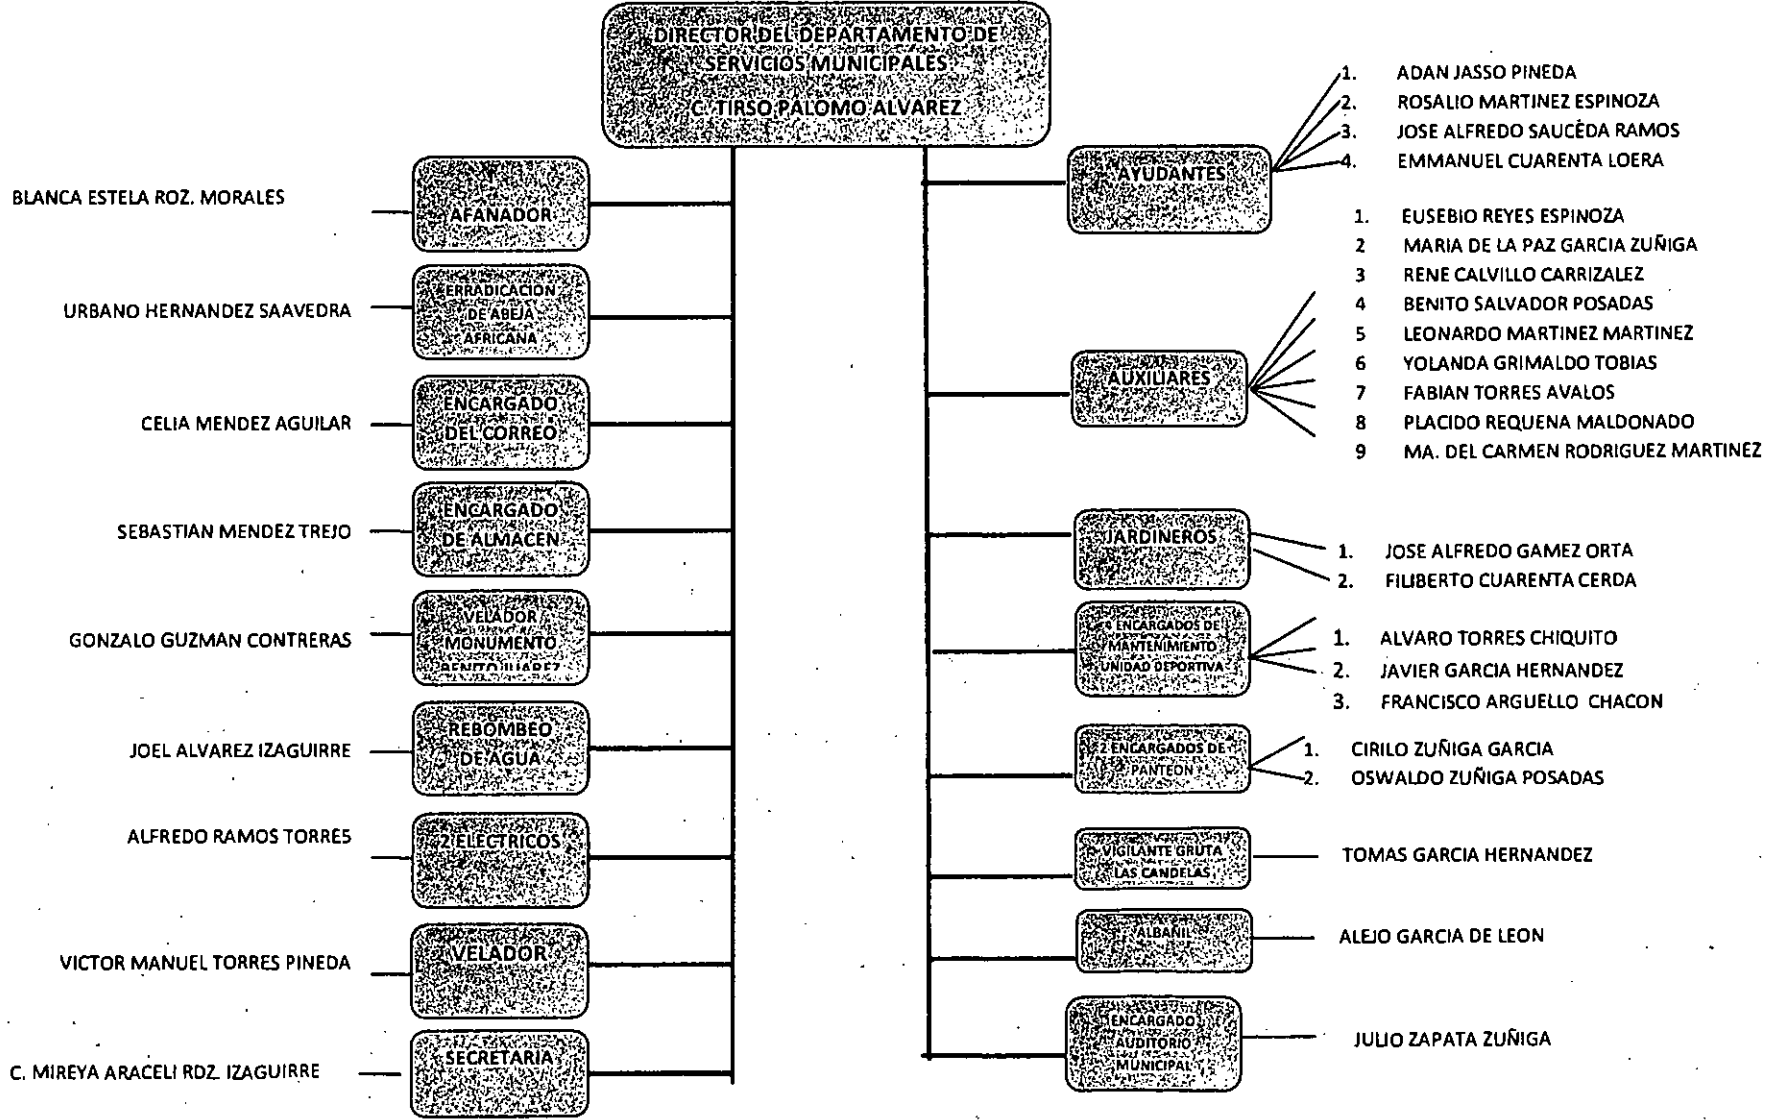 DIRECTOR DEL DEPARTAMENTO DE
SERVICIOS MUNICIPALES
C. TIRSO PALOMO ALVAREZ
BLANCA ESTELA ROZ. MORALES
AFANADOR
URBANO HERNANDEZ SAAVEDRA
ERRADICACION
DE ABEJA
AFRICANA
CELIA MENDEZ AGUILAR
ENCARGADO
DEL CORREO
SEBASTIAN MENDEZ TREJO
ENCARGADO
DE ALMACEN
GONZALO GUZMAN CONTRERAS
VELADOR
MONUMENTO
BENITO JUAREZ
JOEL ALVAREZ IZAGUIRRE
REBOMBEO
DE AGUA
ALFREDO RAMOS TORRES
2 ELECTRICOS
VICTOR MANUEL TORRES PINEDA
VELADOR
C. MIREYA ARACELI RDZ. IZAGUIRRE
SECRETARIA
AYUDANTES
1. ADAN JASSO PINEDA
2. ROSALIO MARTINEZ ESPINOZA
3. JOSE ALFREDO SAUCEDA RAMOS
4. EMMANUEL CUARENTA LOERA
AUXILIARES
1. EUSEBIO REYES ESPINOZA
2 MARIA DE LA PAZ GARCIA ZUÑIGA
3 RENE CALVILLO CARRIZALEZ
4 BENITO SALVADOR POSADAS
5 LEONARDO MARTINEZ MARTINEZ
6 YOLANDA GRIMALDO TOBIAS
7 FABIAN TORRES AVALOS
8 PLACIDO REQUENA MALDONADO
9 MA. DEL CARMEN RODRIGUEZ MARTINEZ
JARDINEROS
1. JOSE ALFREDO GAMEZ ORTA
2. FILIBERTO CUARENTA CERDA
4 ENCARGADOS DE
MANTENIMIENTO
UNIDAD DEPORTIVA
1. ALVARO TORRES CHIQUITO
2. JAVIER GARCIA HERNANDEZ
3. FRANCISCO ARGUELLO CHACON
2 ENCARGADOS DE
PANTEON
1. CIRILO ZUÑIGA GARCIA
2. OSWALDO ZUÑIGA POSADAS
VIGILANTE GRUTA
LAS CANDELAS
TOMAS GARCIA HERNANDEZ
ALBAÑIL
ALEJO GARCIA DE LEON
ENCARGADO
AUDITORIO
MUNICIPAL
JULIO ZAPATA ZUÑIGA